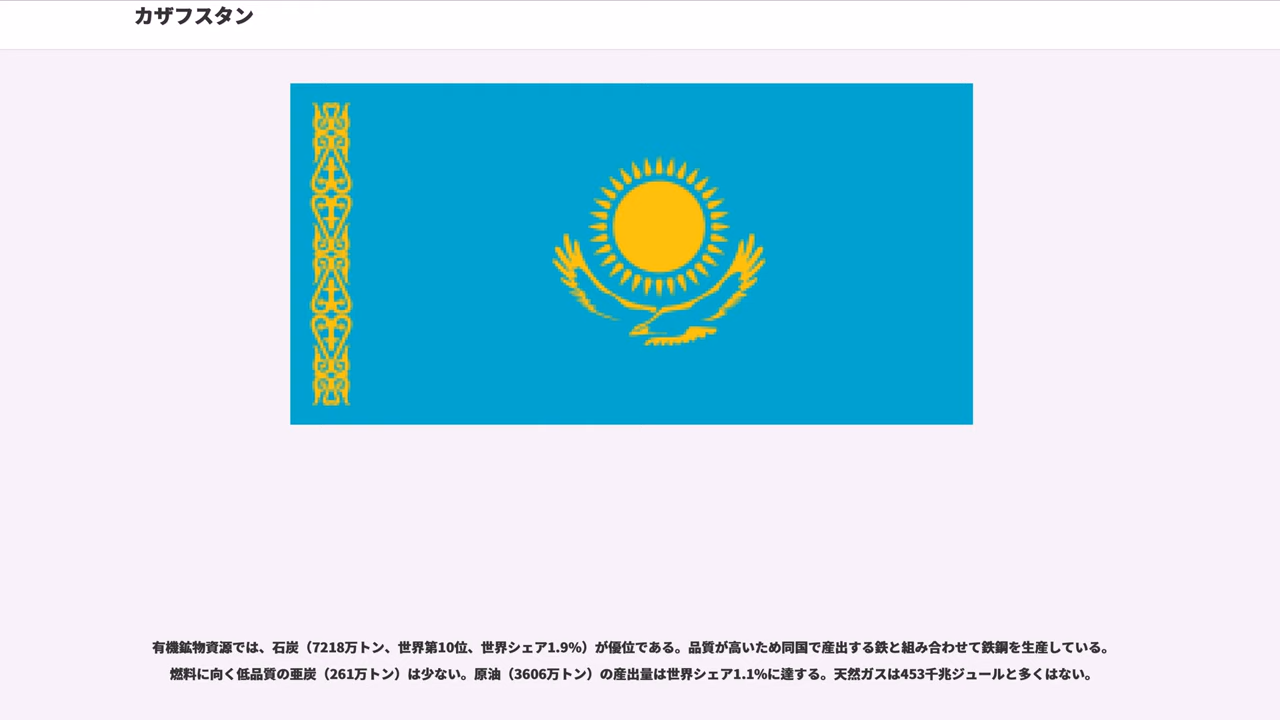 カザフスタン
有機鉱物資源では、石炭（7218万トン、世界第10位、世界シェア1.9%）が優位である。品質が高いため同国で産出する鉄と組み合わせて鉄鋼を生産している。
燃料に向く低品質の亜炭（261万トン）は少ない。原油（3606万トン）の産出量は世界シェア1.1%に達する。天然ガスは453千兆ジュールと多くはない。